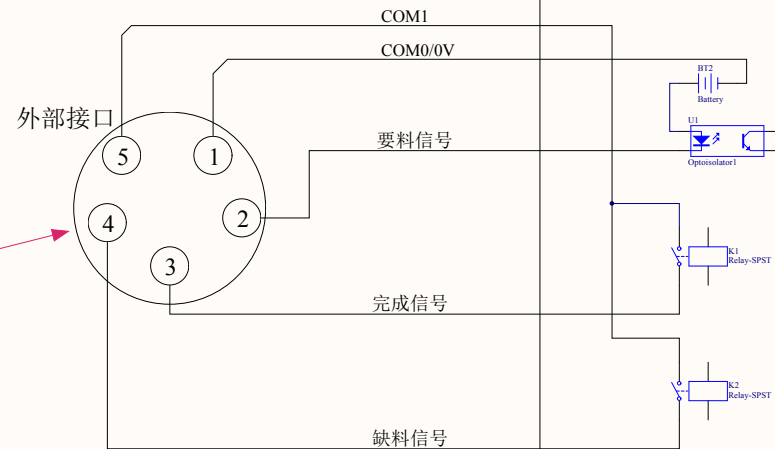 COM1
COM0/0V
BT2
Battery
外部接口
U1
要料信号
Optoisolator1
5
1
4
2
3
K1
Relay-SPST
完成信号
K2
Relay-SPST
缺料信号